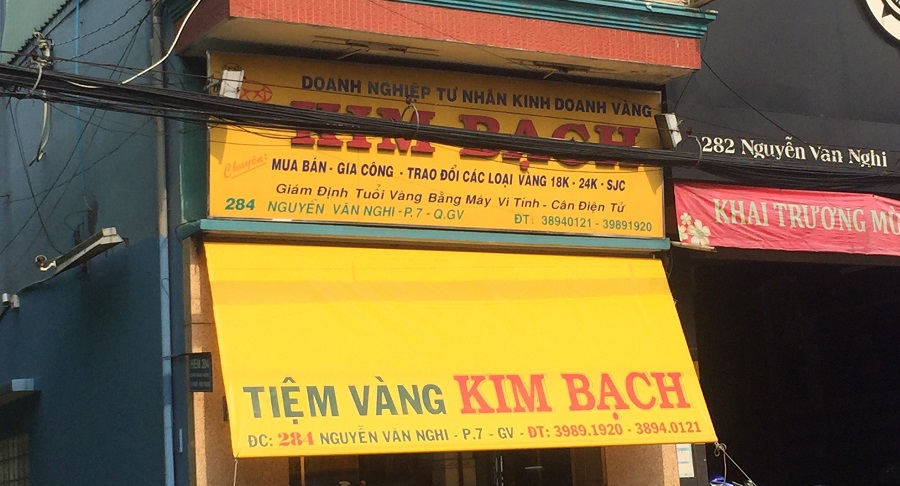 DOANH NGHIỆP TƯ NHÂN KINH DOANH VÀNG
KIM BẠCH
Chuyên:
MUA BÁN - GIA CÔNG - TRAO ĐỔI CÁC LOẠI VÀNG 18K - 24K - SJC
Giám Định Tuổi Vàng Bằng Máy Vi Tính - Cân Điện Tử
284 NGUYỄN VĂN NGHI - P.7 - Q.GV ĐT: 38940121 - 39891920
282 Nguyễn Văn Nghi
KHAI TRƯƠNG
HẺM 284
TIỆM VÀNG KIM BẠCH
ĐC: 284 NGUYỄN VĂN NGHI - P.7 - GV - ĐT: 3989.1920 - 3894.0121